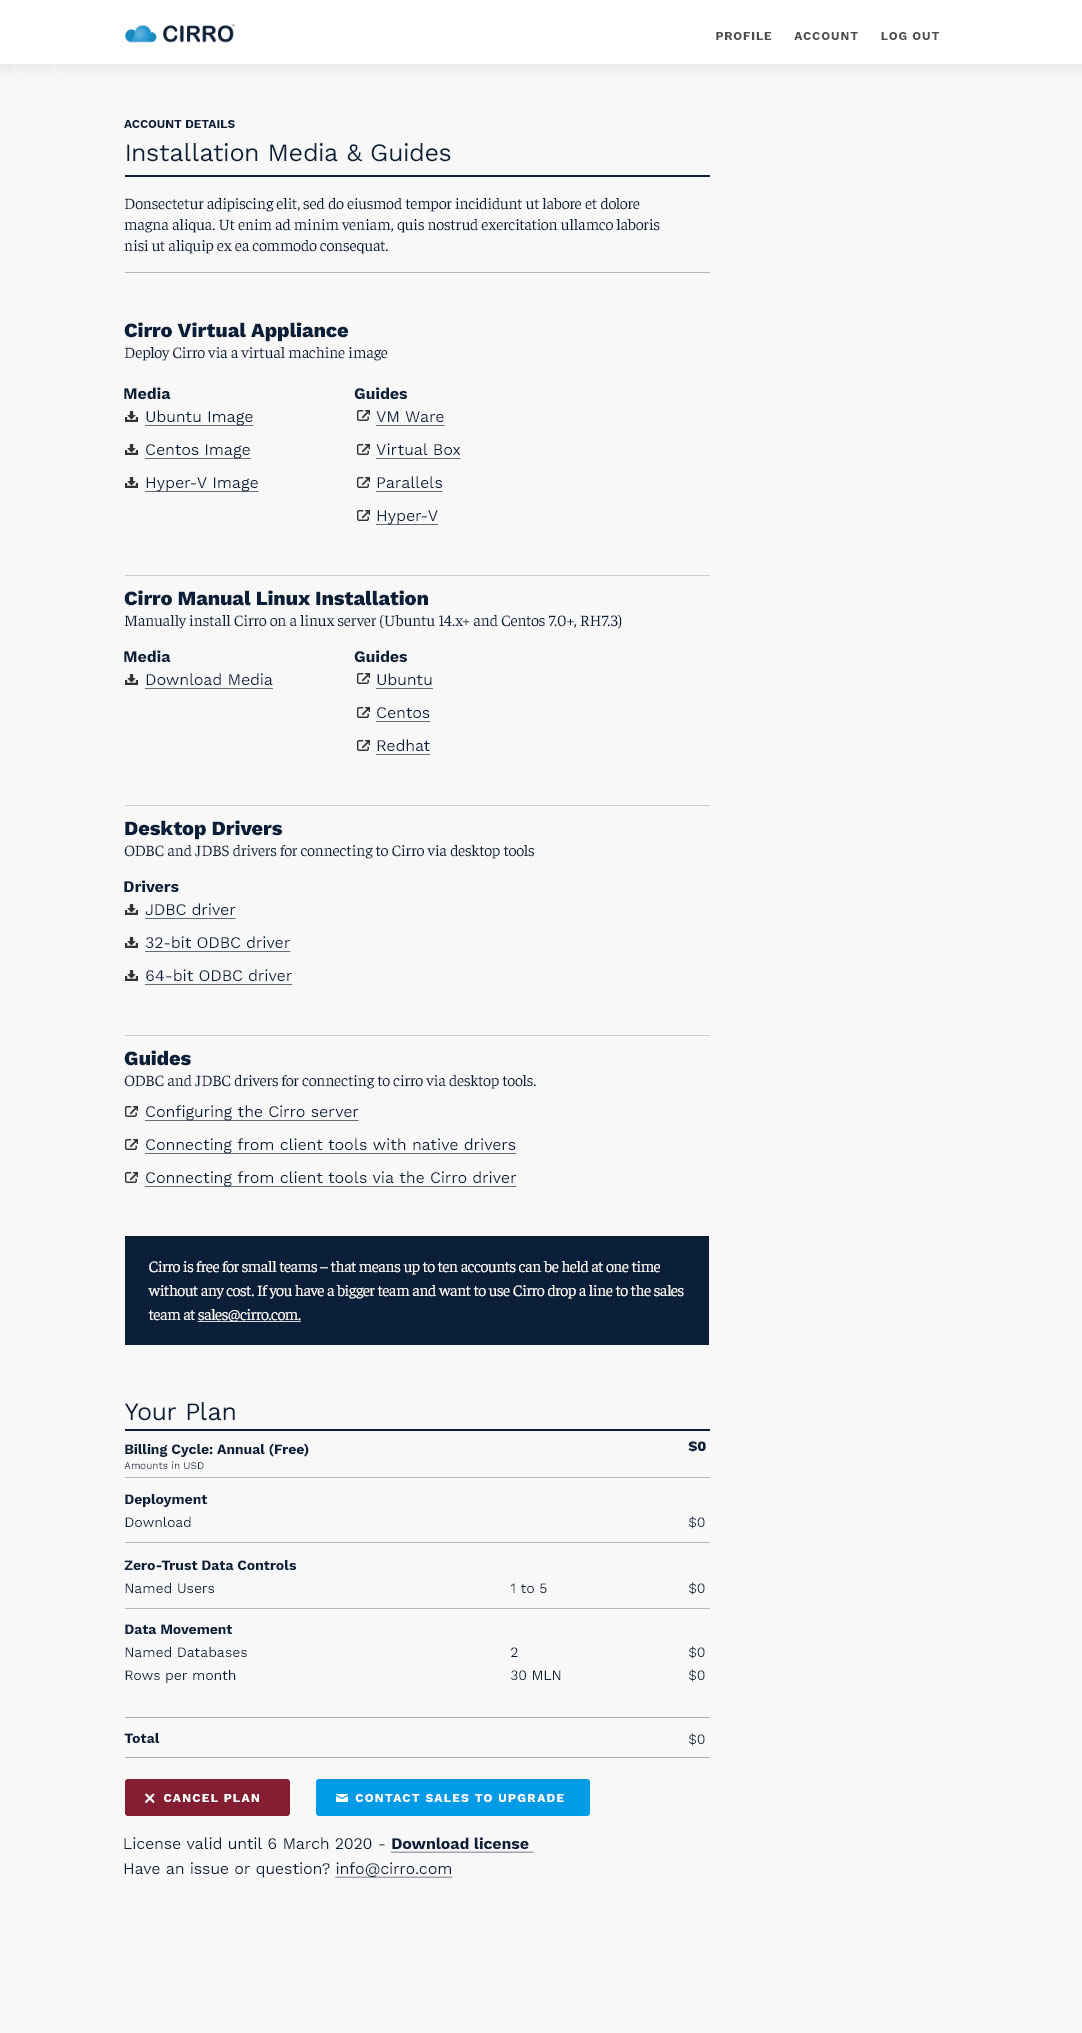 CIRRO
PROFILE ACCOUNT LOG OUT
ACCOUNT DETAILS
Installation Media & Guides
Donsectetur adipiscing elit, sed do eiusmod tempor incididunt ut labore et dolore
magna aliqua. Ut enim ad minim veniam, quis nostrud exercitation ullamco laboris
nisi ut aliquip ex ea commodo consequat.
Cirro Virtual Appliance
Deploy Cirro via a virtual machine image
Media
Ubuntu Image
Centos Image
Hyper-V Image
Guides
VM Ware
Virtual Box
Parallels
Hyper-V
Cirro Manual Linux Installation
Manually install Cirro on a linux server (Ubuntu 14.x+ and Centos 7.0+, RH7.3)
Media
Download Media
Guides
Ubuntu
Centos
Redhat
Desktop Drivers
ODBC and JDBS drivers for connecting to Cirro via desktop tools
Drivers
JDBC driver
32-bit ODBC driver
64-bit ODBC driver
Guides
ODBC and JDBC drivers for connecting to cirro via desktop tools.
Configuring the Cirro server
Connecting from client tools with native drivers
Connecting from client tools via the Cirro driver
Cirro is free for small teams – that means up to ten accounts can be held at one time
without any cost. If you have a bigger team and want to use Cirro drop a line to the sales
team at sales@cirro.com.
Your Plan
Billing Cycle: Annual (Free) $0
Amounts in USD
Deployment
Download $0
Zero-Trust Data Controls
Named Users 1 to 5 $0
Data Movement
Named Databases 2 $0
Rows per month 30 MLN $0
Total $0
CANCEL PLAN CONTACT SALES TO UPGRADE
License valid until 6 March 2020 - Download license
Have an issue or question? info@cirro.com